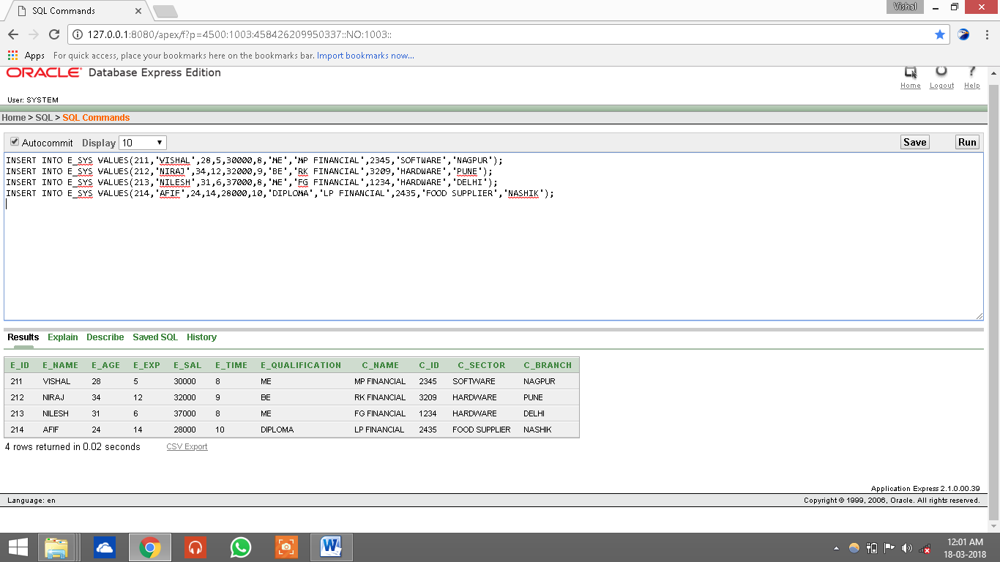 SQL Commands
Vishal
127.0.0.1:8080/apex/f?p=4500:1003:458426209950337::NO:1003::
Apps For quick access, place your bookmarks here on the bookmarks bar. Import bookmarks now...
ORACLE Database Express Edition
Home Logout Help
User: SYSTEM
Home > SQL > SQL Commands
Autocommit Display 10 Save Run
INSERT INTO E_SYS VALUES(211,'VISHAL',28,5,30000,8,'ME','MP FINANCIAL',2345,'SOFTWARE','NAGPUR');
INSERT INTO E_SYS VALUES(212,'NIRAJ',34,12,32000,9,'BE','RK FINANCIAL',3209,'HARDWARE','PUNE');
INSERT INTO E_SYS VALUES(213,'NILESH',31,6,37000,8,'ME','FG FINANCIAL',1234,'HARDWARE','DELHI');
INSERT INTO E_SYS VALUES(214,'AFIF',24,14,28000,10,'DIPLOMA','LP FINANCIAL',2435,'FOOD SUPPLIER','NASHIK');
Results Explain Describe Saved SQL History
E_ID E_NAME E_AGE E_EXP E_SAL E_TIME E_QUALIFICATION C_NAME C_ID C_SECTOR C_BRANCH
211 VISHAL 28 5 30000 8 ME MP FINANCIAL 2345 SOFTWARE NAGPUR
212 NIRAJ 34 12 32000 9 BE RK FINANCIAL 3209 HARDWARE PUNE
213 NILESH 31 6 37000 8 ME FG FINANCIAL 1234 HARDWARE DELHI
214 AFIF 24 14 28000 10 DIPLOMA LP FINANCIAL 2435 FOOD SUPPLIER NASHIK
4 rows returned in 0.02 seconds CSV Export
Application Express 2.1.0.00.39
Language: en Copyright © 1999, 2006, Oracle. All rights reserved.
12:01 AM
18-03-2018